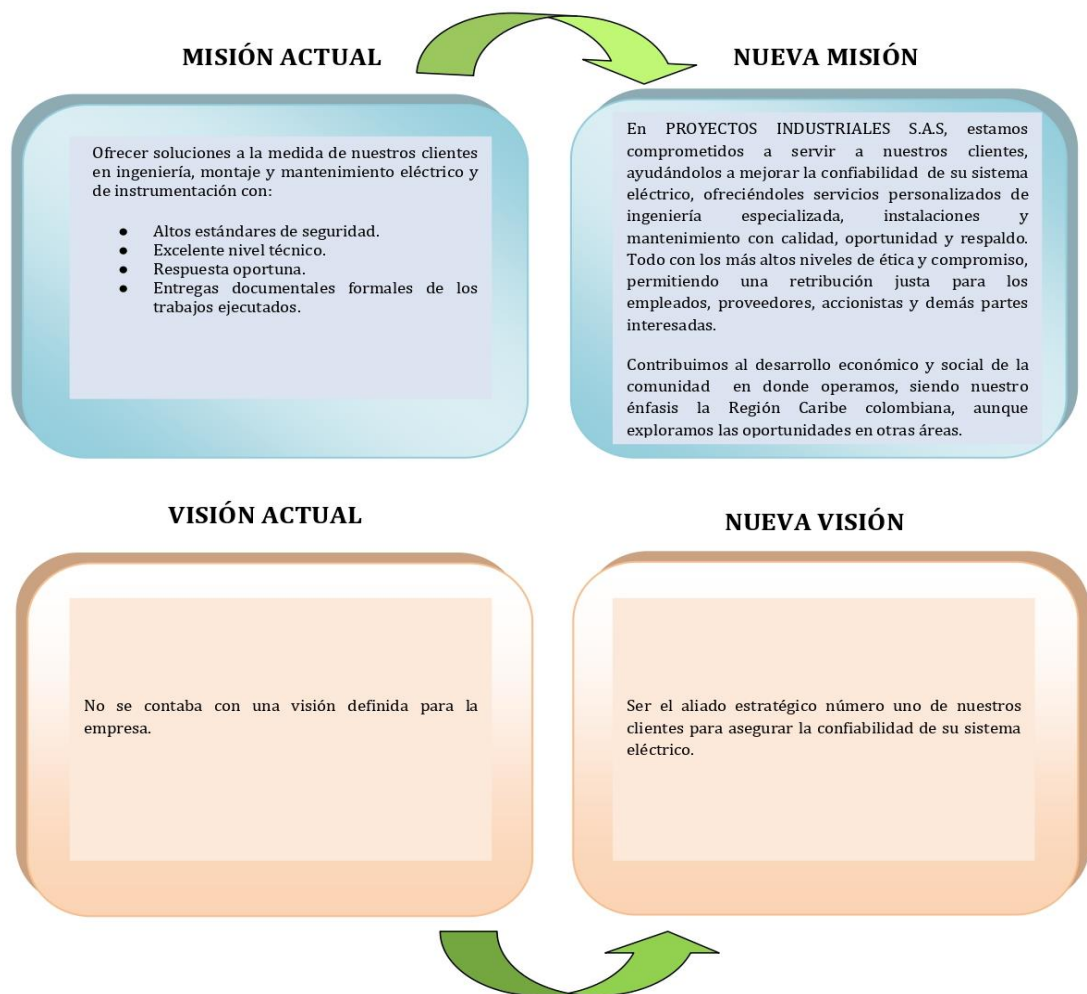 MISIÓN ACTUAL
Ofrecer soluciones a la medida de nuestros clientes
en ingeniería, montaje y mantenimiento eléctrico y
de instrumentación con:
● Altos estándares de seguridad.
● Excelente nivel técnico.
● Respuesta oportuna.
● Entregas documentales formales de los
trabajos ejecutados.
NUEVA MISIÓN
En PROYECTOS INDUSTRIALES S.A.S, estamos
comprometidos a servir a nuestros clientes,
ayudándolos a mejorar la confiabilidad de su sistema
eléctrico, ofreciéndoles servicios personalizados de
ingeniería especializada, instalaciones y
mantenimiento con calidad, oportunidad y respaldo.
Todo con los más altos niveles de ética y compromiso,
permitiendo una retribución justa para los
empleados, proveedores, accionistas y demás partes
interesadas.
Contribuimos al desarrollo económico y social de la
comunidad en donde operamos, siendo nuestro
énfasis la Región Caribe colombiana, aunque
exploramos las oportunidades en otras áreas.
VISIÓN ACTUAL
No se contaba con una visión definida para la
empresa.
NUEVA VISIÓN
Ser el aliado estratégico número uno de nuestros
clientes para asegurar la confiabilidad de su sistema
eléctrico.